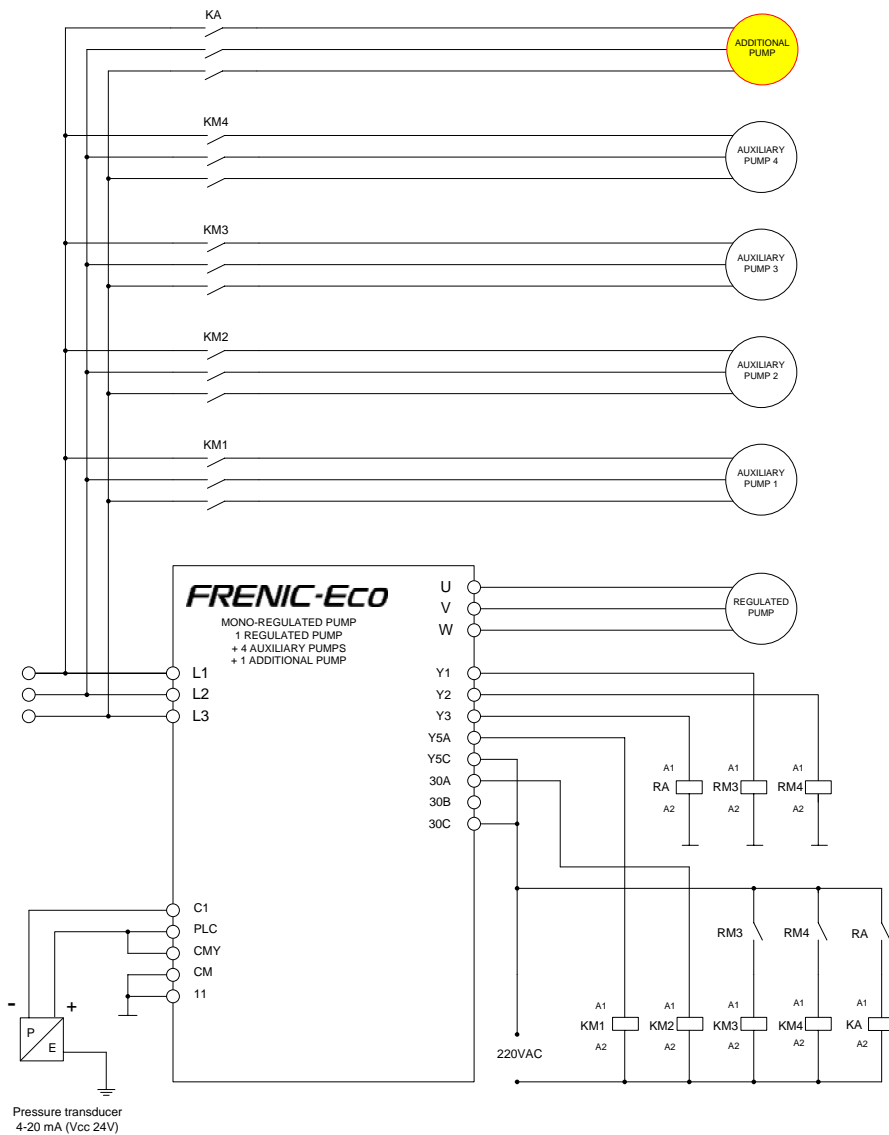 KA
ADDITIONAL
PUMP
KM4
AUXILIARY
PUMP 4
KM3
AUXILIARY
PUMP 3
KM2
AUXILIARY
PUMP 2
KM1
AUXILIARY
PUMP 1
FRENIC-Eco
MONO-REGULATED PUMP
1 REGULATED PUMP
+ 4 AUXILIARY PUMPS
+ 1 ADDITIONAL PUMP
U
V
W
REGULATED
PUMP
L1
L2
L3
Y1
Y2
Y3
Y5A
Y5C
30A
30B
30C
A1
RA
A2
A1
RM3
A2
A1
RM4
A2
C1
PLC
CMY
CM
11
-
+
P
E
RM3
RM4
RA
A1
KM1
A2
A1
KM2
A2
A1
KM3
A2
A1
KM4
A2
A1
KA
A2
220VAC
Pressure transducer
4-20 mA (Vcc 24V)